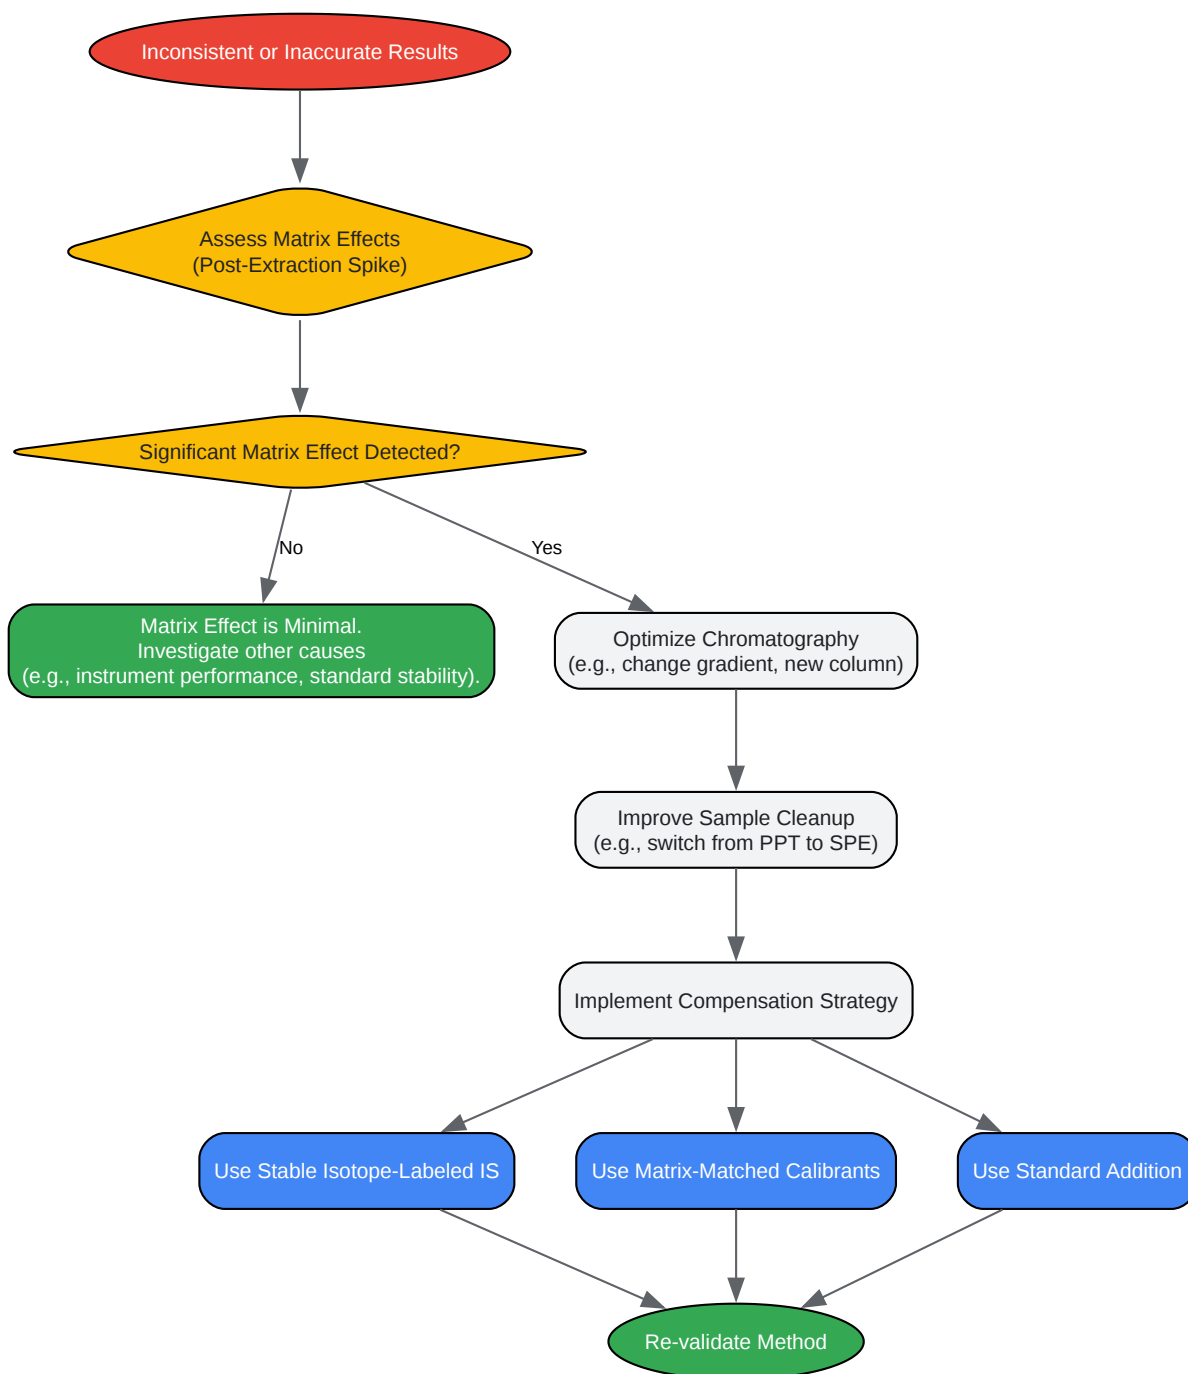 Inconsistent or Inaccurate Results
Assess Matrix Effects
(Post-Extraction Spike)
Significant Matrix Effect Detected?
No
Yes
Matrix Effect is Minimal.
Investigate other causes
(e.g., instrument performance, standard stability).
Optimize Chromatography
(e.g., change gradient, new column)
Improve Sample Cleanup
(e.g., switch from PPT to SPE)
Implement Compensation Strategy
Use Stable Isotope-Labeled IS
Use Matrix-Matched Calibrants
Use Standard Addition
Re-validate Method